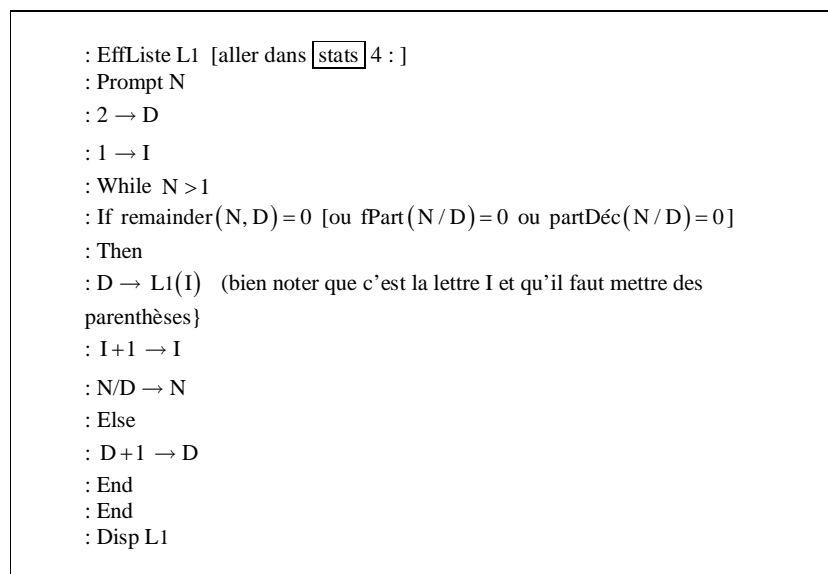 : EffListe L1 [aller dans stats 4 : ]
: Prompt N
: 2 → D
: 1 → I
: While N >1
: If remainder(N, D) = 0 [ou fPart(N / D) = 0 ou partDéc(N / D) = 0]
: Then
: D → L1(I) (bien noter que c'est la lettre I et qu'il faut mettre des
parenthèses}
: I+1 → I
: N/D → N
: Else
: D+1 → D
: End
: End
: Disp L1